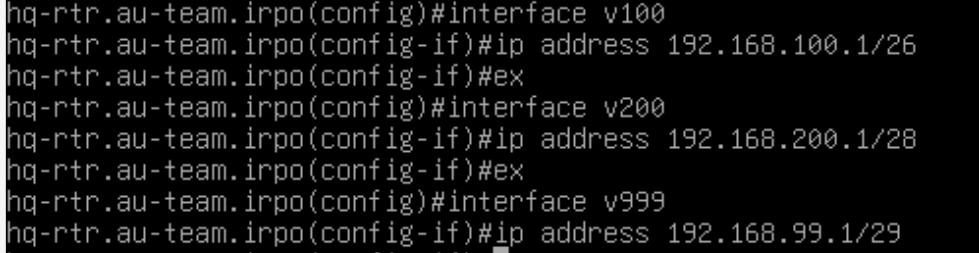 hq-rtr.au-team.irpo(config)#interface v100
hq-rtr.au-team.irpo(config-if)#ip address 192.168.100.1/26
hq-rtr.au-team.irpo(config-if)#ex
hq-rtr.au-team.irpo(config)#interface v200
hq-rtr.au-team.irpo(config-if)#ip address 192.168.200.1/28
hq-rtr.au-team.irpo(config-if)#ex
hq-rtr.au-team.irpo(config)#interface v999
hq-rtr.au-team.irpo(config-if)#ip address 192.168.99.1/29